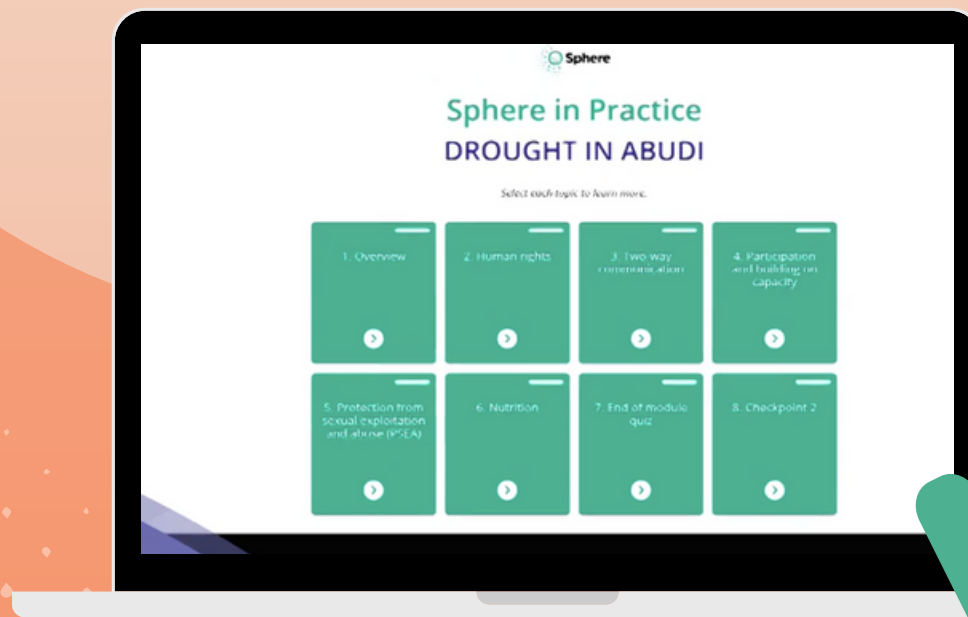 Sphere
Sphere in Practice
DROUGHT IN ABUDI
Select each topic to learn more.
1. Overview
2. Human rights
3. Two-way
communication
4. Participation
and building on
capacity
5. Protection from
sexual exploitation
and abuse (PSEA)
6. Nutrition
7. End of module
quiz
8. Checkpoint 2